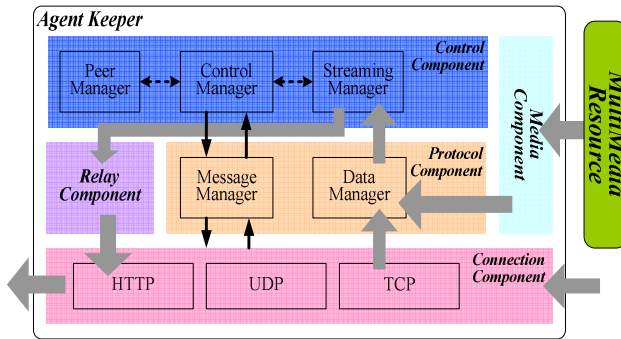 Agent Keeper
Control
Component
Peer
Manager
Control
Manager
Streaming
Manager
Media
Component
MultiMedia
Resource
Relay
Component
Message
Manager
Data
Manager
Protocol
Component
Connection
Component
HTTP
UDP
TCP